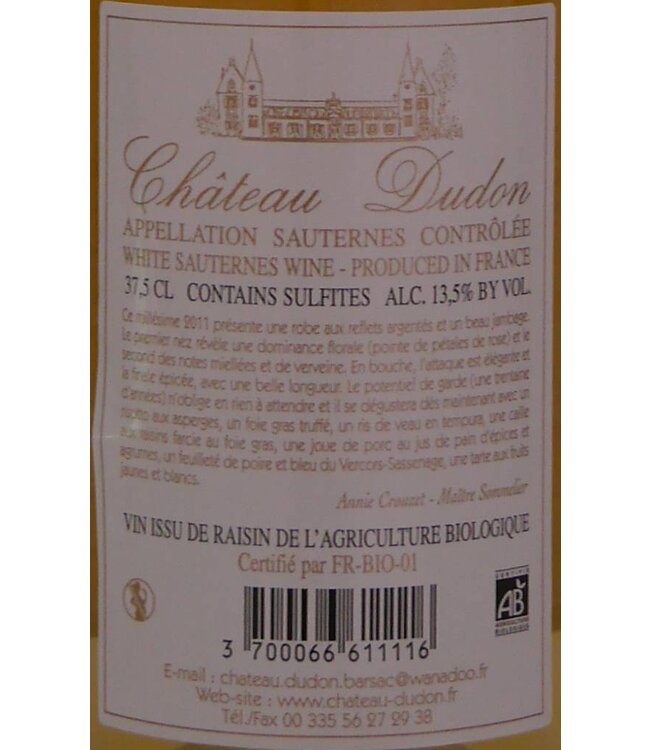 Château Dudon
APPELLATION SAUTERNES CONTRÔLÉE
WHITE SAUTERNES WINE - PRODUCED IN FRANCE
37,5 CL CONTAINS SULFITES ALC. 13,5% BY VOL.
Ce millésime 2011 présente une robe aux reflets argentés et un beau jambage.
Le premier nez révèle une dominance florale (pointe de pétales de rose) et le
second des notes miellées et de verveine. En bouche, l'attaque est élégante et
la finale épicée, avec une belle longueur. Le potentiel de garde (une trentaine
d'années) n'oblige en rien à attendre et il se dégustera dès maintenant avec un
risotto aux asperges, un foie gras truffé, un ris de veau en tempura, une caille
aux raisins farcie au foie gras, une joue de porc au jus de pain d'épices et
agrumes, un feuilleté de poire et bleu du Vercors-Sassenage, une tarte aux fruits
jaunes et blancs.
Annie Crouzet - Maître Sommelier
VIN ISSU DE RAISIN DE L'AGRICULTURE BIOLOGIQUE
Certifié par FR-BIO-01
CERTIFIÉ
AB
AGRICULTURE
BIOLOGIQUE
3 700066 611116
E-mail : chateau.dudon.barsac@wanadoo.fr
Web-site : www.chateau-dudon.fr
Tél./Fax 00 335 56 27 29 38